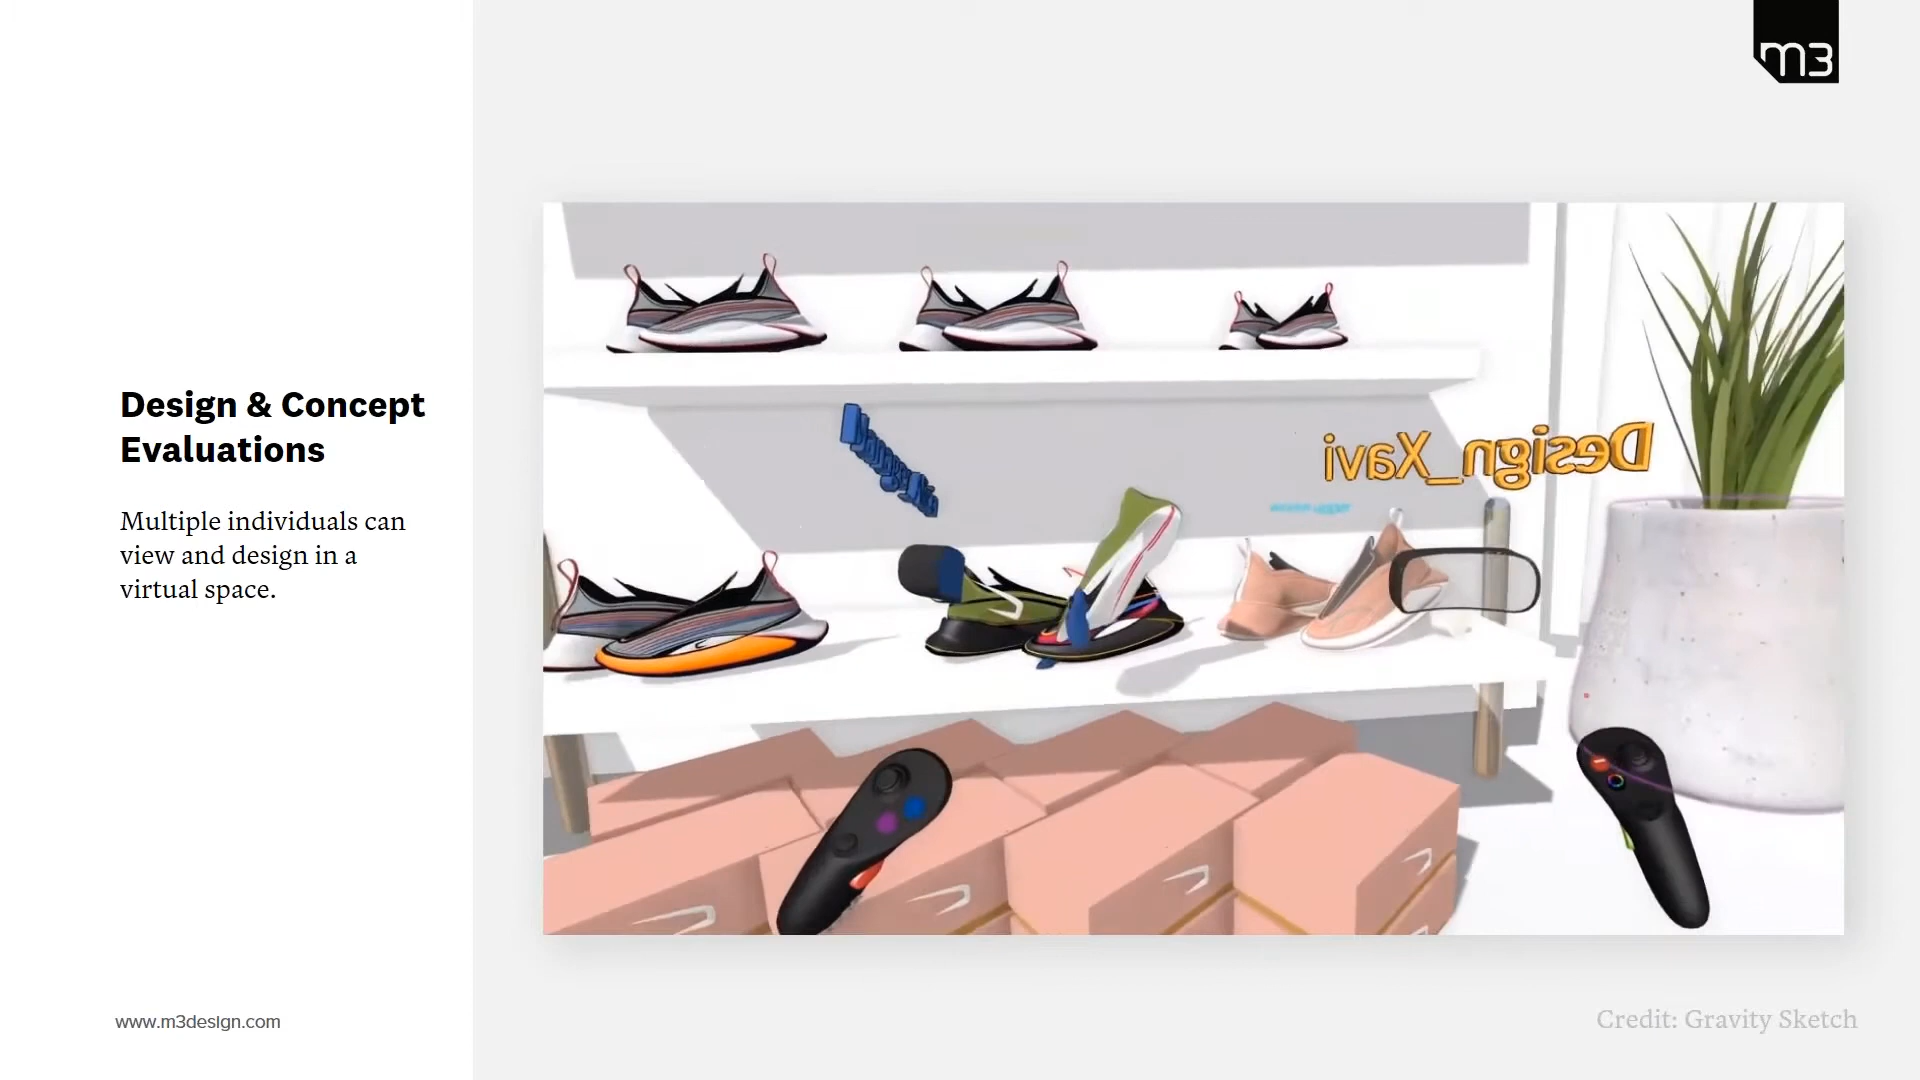 m3
Design & Concept
Evaluations
Multiple individuals can
view and design in a
virtual space.
Design_Xavi
www.m3design.com
Credit: Gravity Sketch